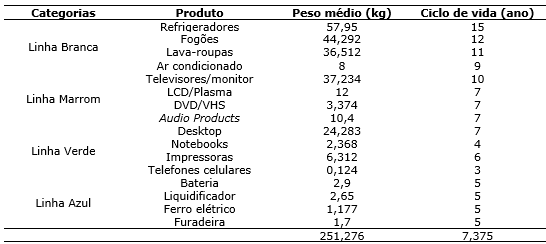 Categorias Produto Peso médio (kg) Ciclo de vida (ano)
Linha Branca
Refrigeradores 57,95 15
Fogões 44,292 12
Lava-roupas 36,512 11
Ar condicionado 8 9
Linha Marrom
Televisores/monitor 37,234 10
LCD/Plasma 12 7
DVD/VHS 3,374 7
Audio Products 10,4 7
Linha Verde
Desktop 24,283 7
Notebooks 2,368 4
Impressoras 6,312 6
Telefones celulares 0,124 3
Linha Azul
Bateria 2,9 5
Liquidificador 2,65 5
Ferro elétrico 1,177 5
Furadeira 1,7 5
251,276 7,375